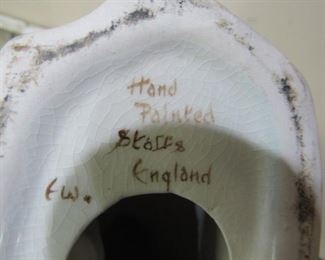 Hand
Painted
Staffs
England
E.W.